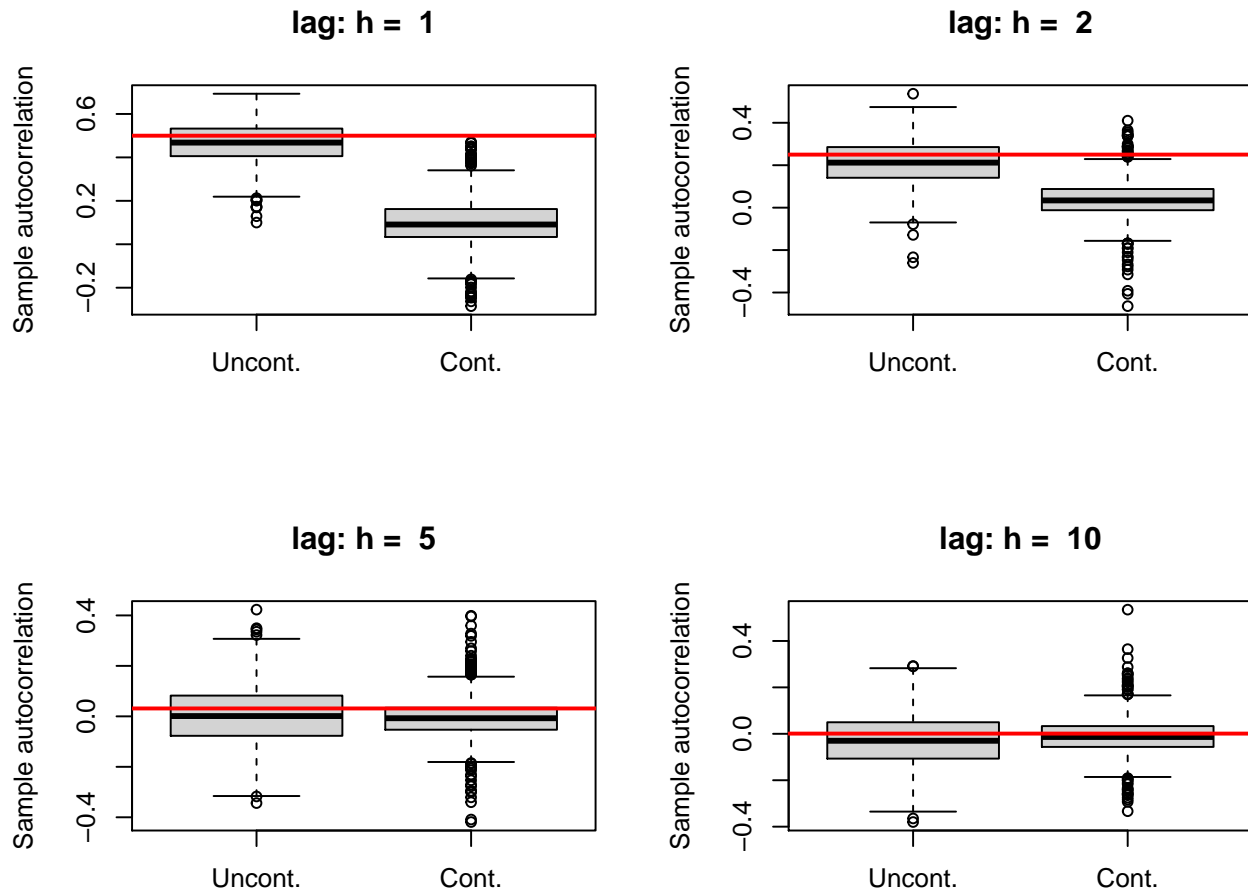 lag: h = 1
Sample autocorrelation
0.6
0.2
−0.2
Uncont.
Cont.
lag: h = 2
Sample autocorrelation
0.4
0.0
−0.4
Uncont.
Cont.
lag: h = 5
Sample autocorrelation
0.4
0.0
−0.4
Uncont.
Cont.
lag: h = 10
Sample autocorrelation
0.4
0.0
−0.4
Uncont.
Cont.